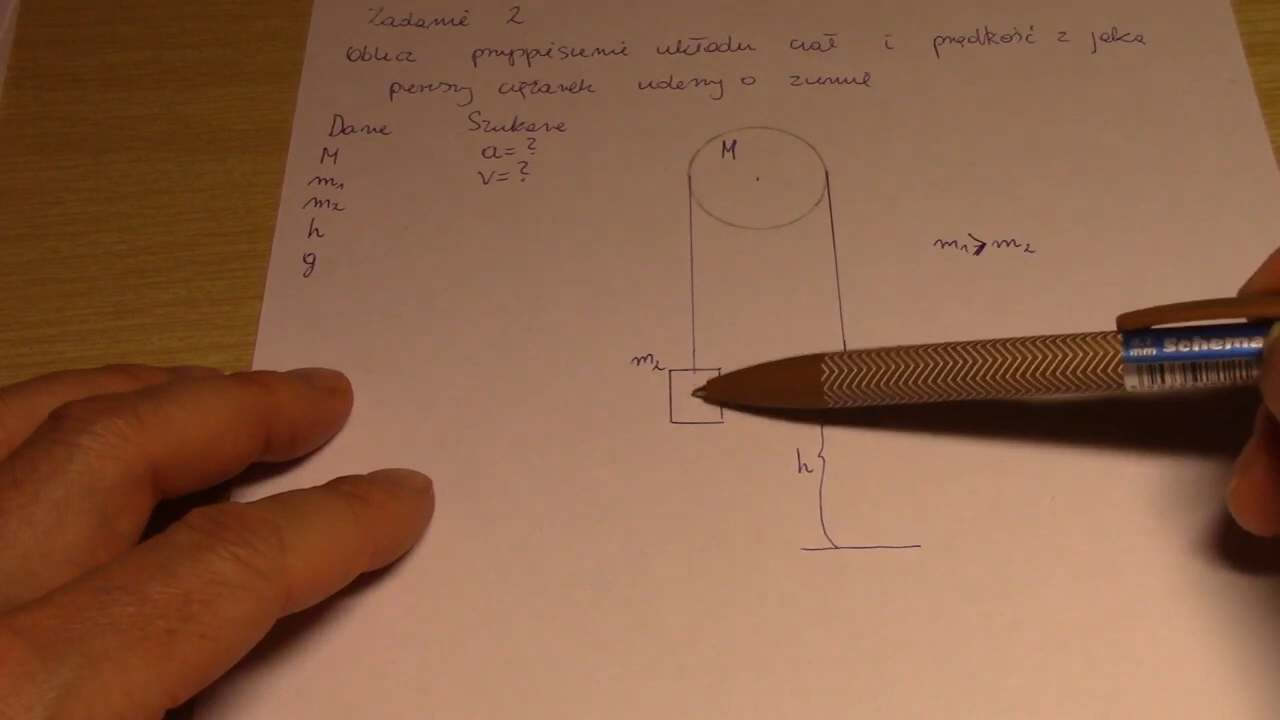 Zadanie 2
Oblicz przyspieszenie układu ciał i prędkość z jaką
pierwszy ciężarek uderzy o ziemię
Dane Szukane
M a=?
m₁ v=?
m₂
h
g
M
m₁>m₂
m₂
h
mm Schema